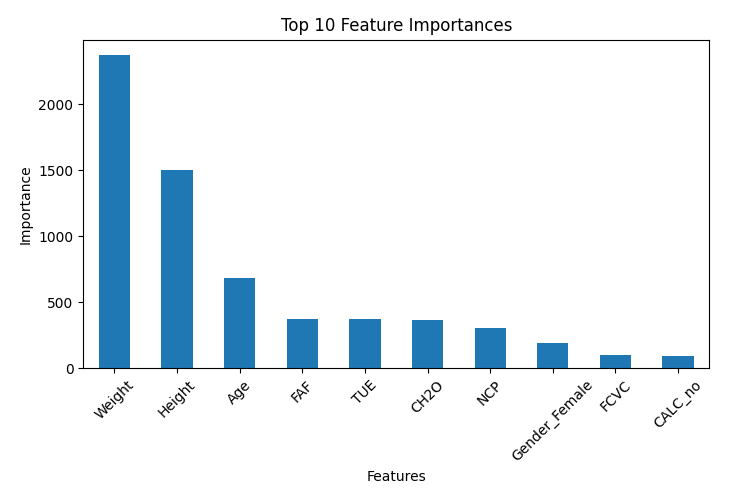 Top 10 Feature Importances
Importance
2000
1500
1000
500
0
Weight
Height
Age
FAF
TUE
CH2O
NCP
Gender_Female
FCVC
CALC_no
Features